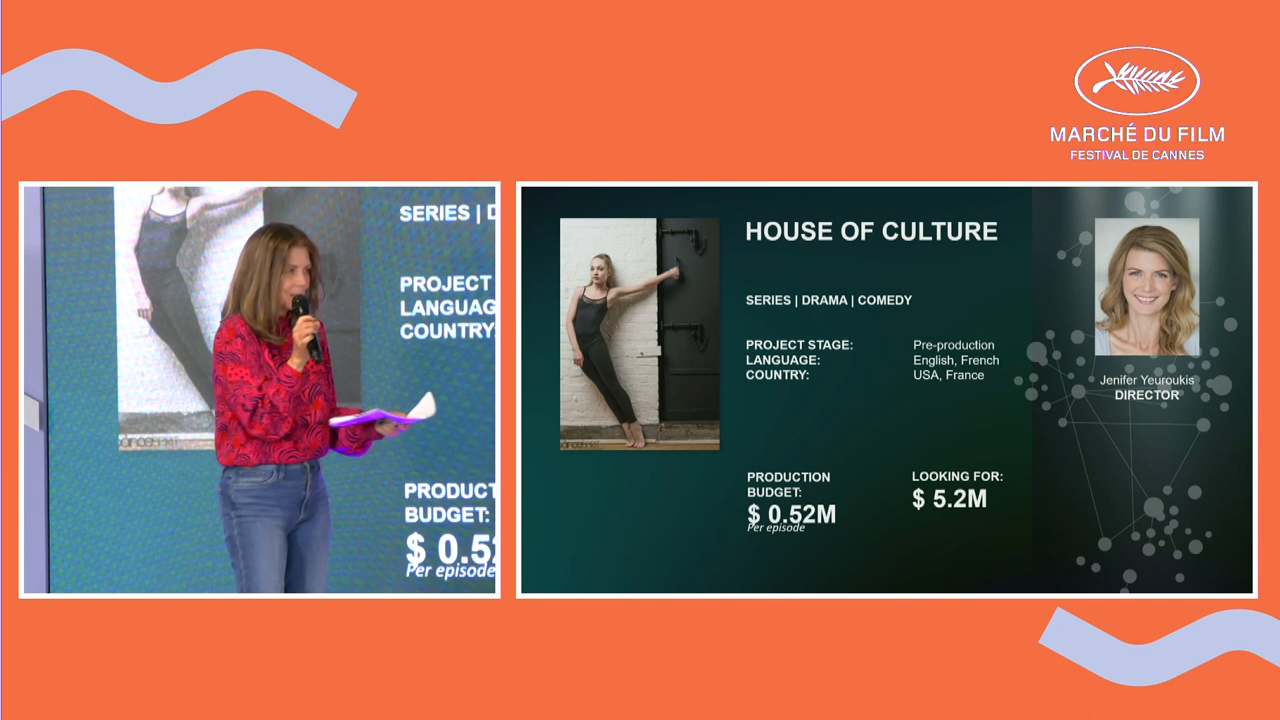 MARCHÉ DU FILM
FESTIVAL DE CANNES
SERIES | D
PROJECT
LANGUAG
COUNTRY:
PRODUCT
BUDGET:
$ 0.52
Per episode
HOUSE OF CULTURE
SERIES | DRAMA | COMEDY
PROJECT STAGE: Pre-production
LANGUAGE: English, French
COUNTRY: USA, France
PRODUCTION
BUDGET:
$ 0.52M
Per episode
LOOKING FOR:
$ 5.2M
Jenifer Yeuroukis
DIRECTOR